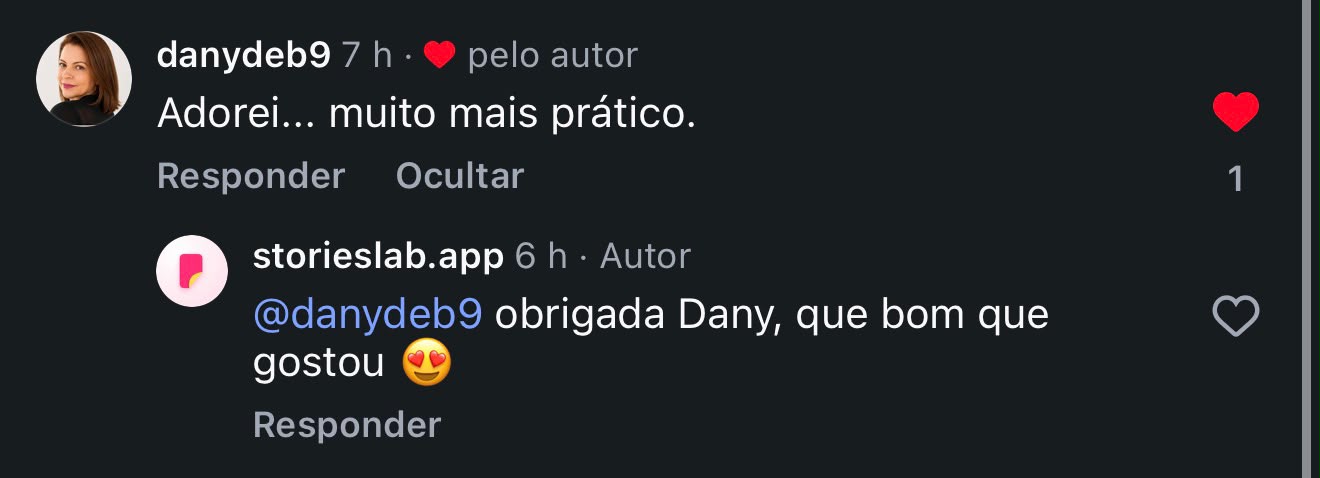 danydeb9 7 h · ❤️ pelo autor
Adorei... muito mais prático.
Responder Ocultar
1
storieslab.app 6 h · Autor
@danydeb9 obrigada Dany, que bom que
gostou 😍
Responder